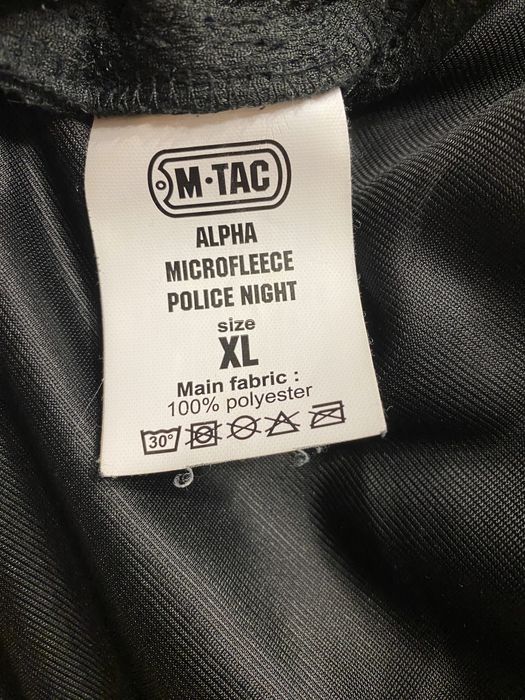 M·TAC
ALPHA
MICROFLEECE
POLICE NIGHT
size
XL
Main fabric :
100% polyester
30°